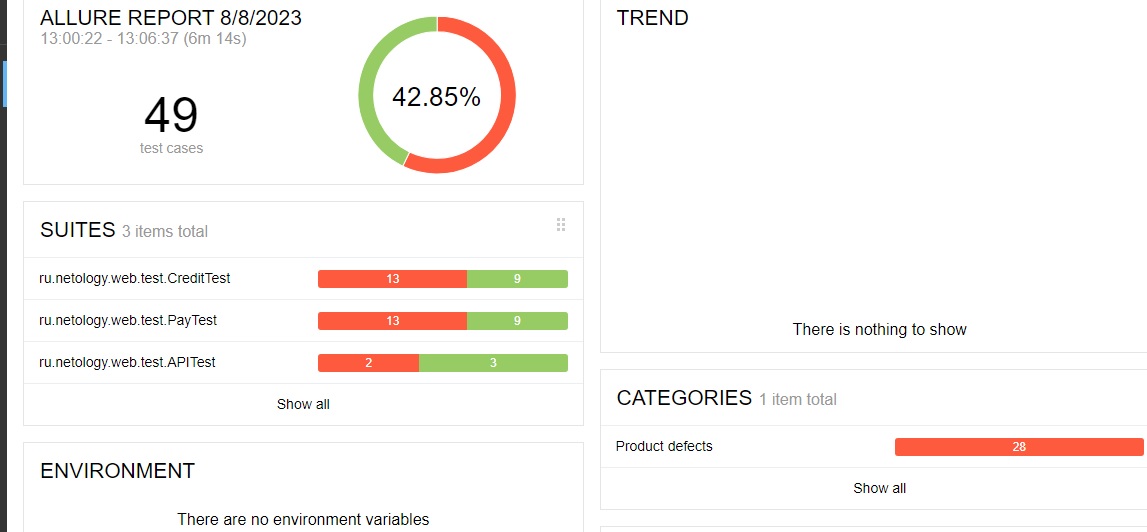 ALLURE REPORT 8/8/2023
13:00:22 - 13:06:37 (6m 14s)
49
test cases
42.85%
SUITES 3 items total
ru.netology.web.test.CreditTest 13 9
ru.netology.web.test.PayTest 13 9
ru.netology.web.test.APITest 2 3
Show all
ENVIRONMENT
There are no environment variables
TREND
There is nothing to show
CATEGORIES 1 item total
Product defects 28
Show all